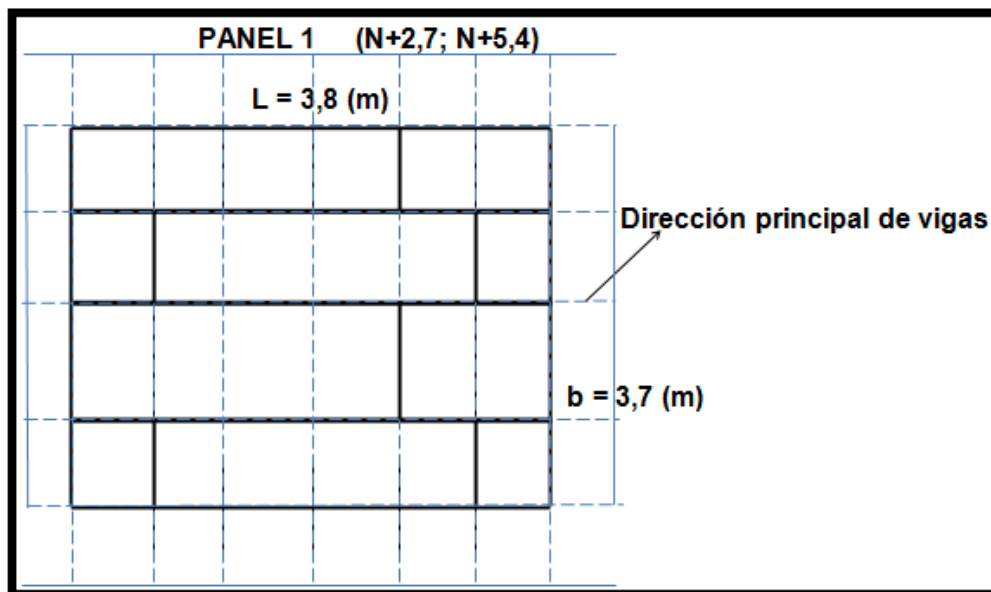 PANEL 1 (N+2,7; N+5,4)
L = 3,8 (m)
Dirección principal de vigas
b = 3,7 (m)